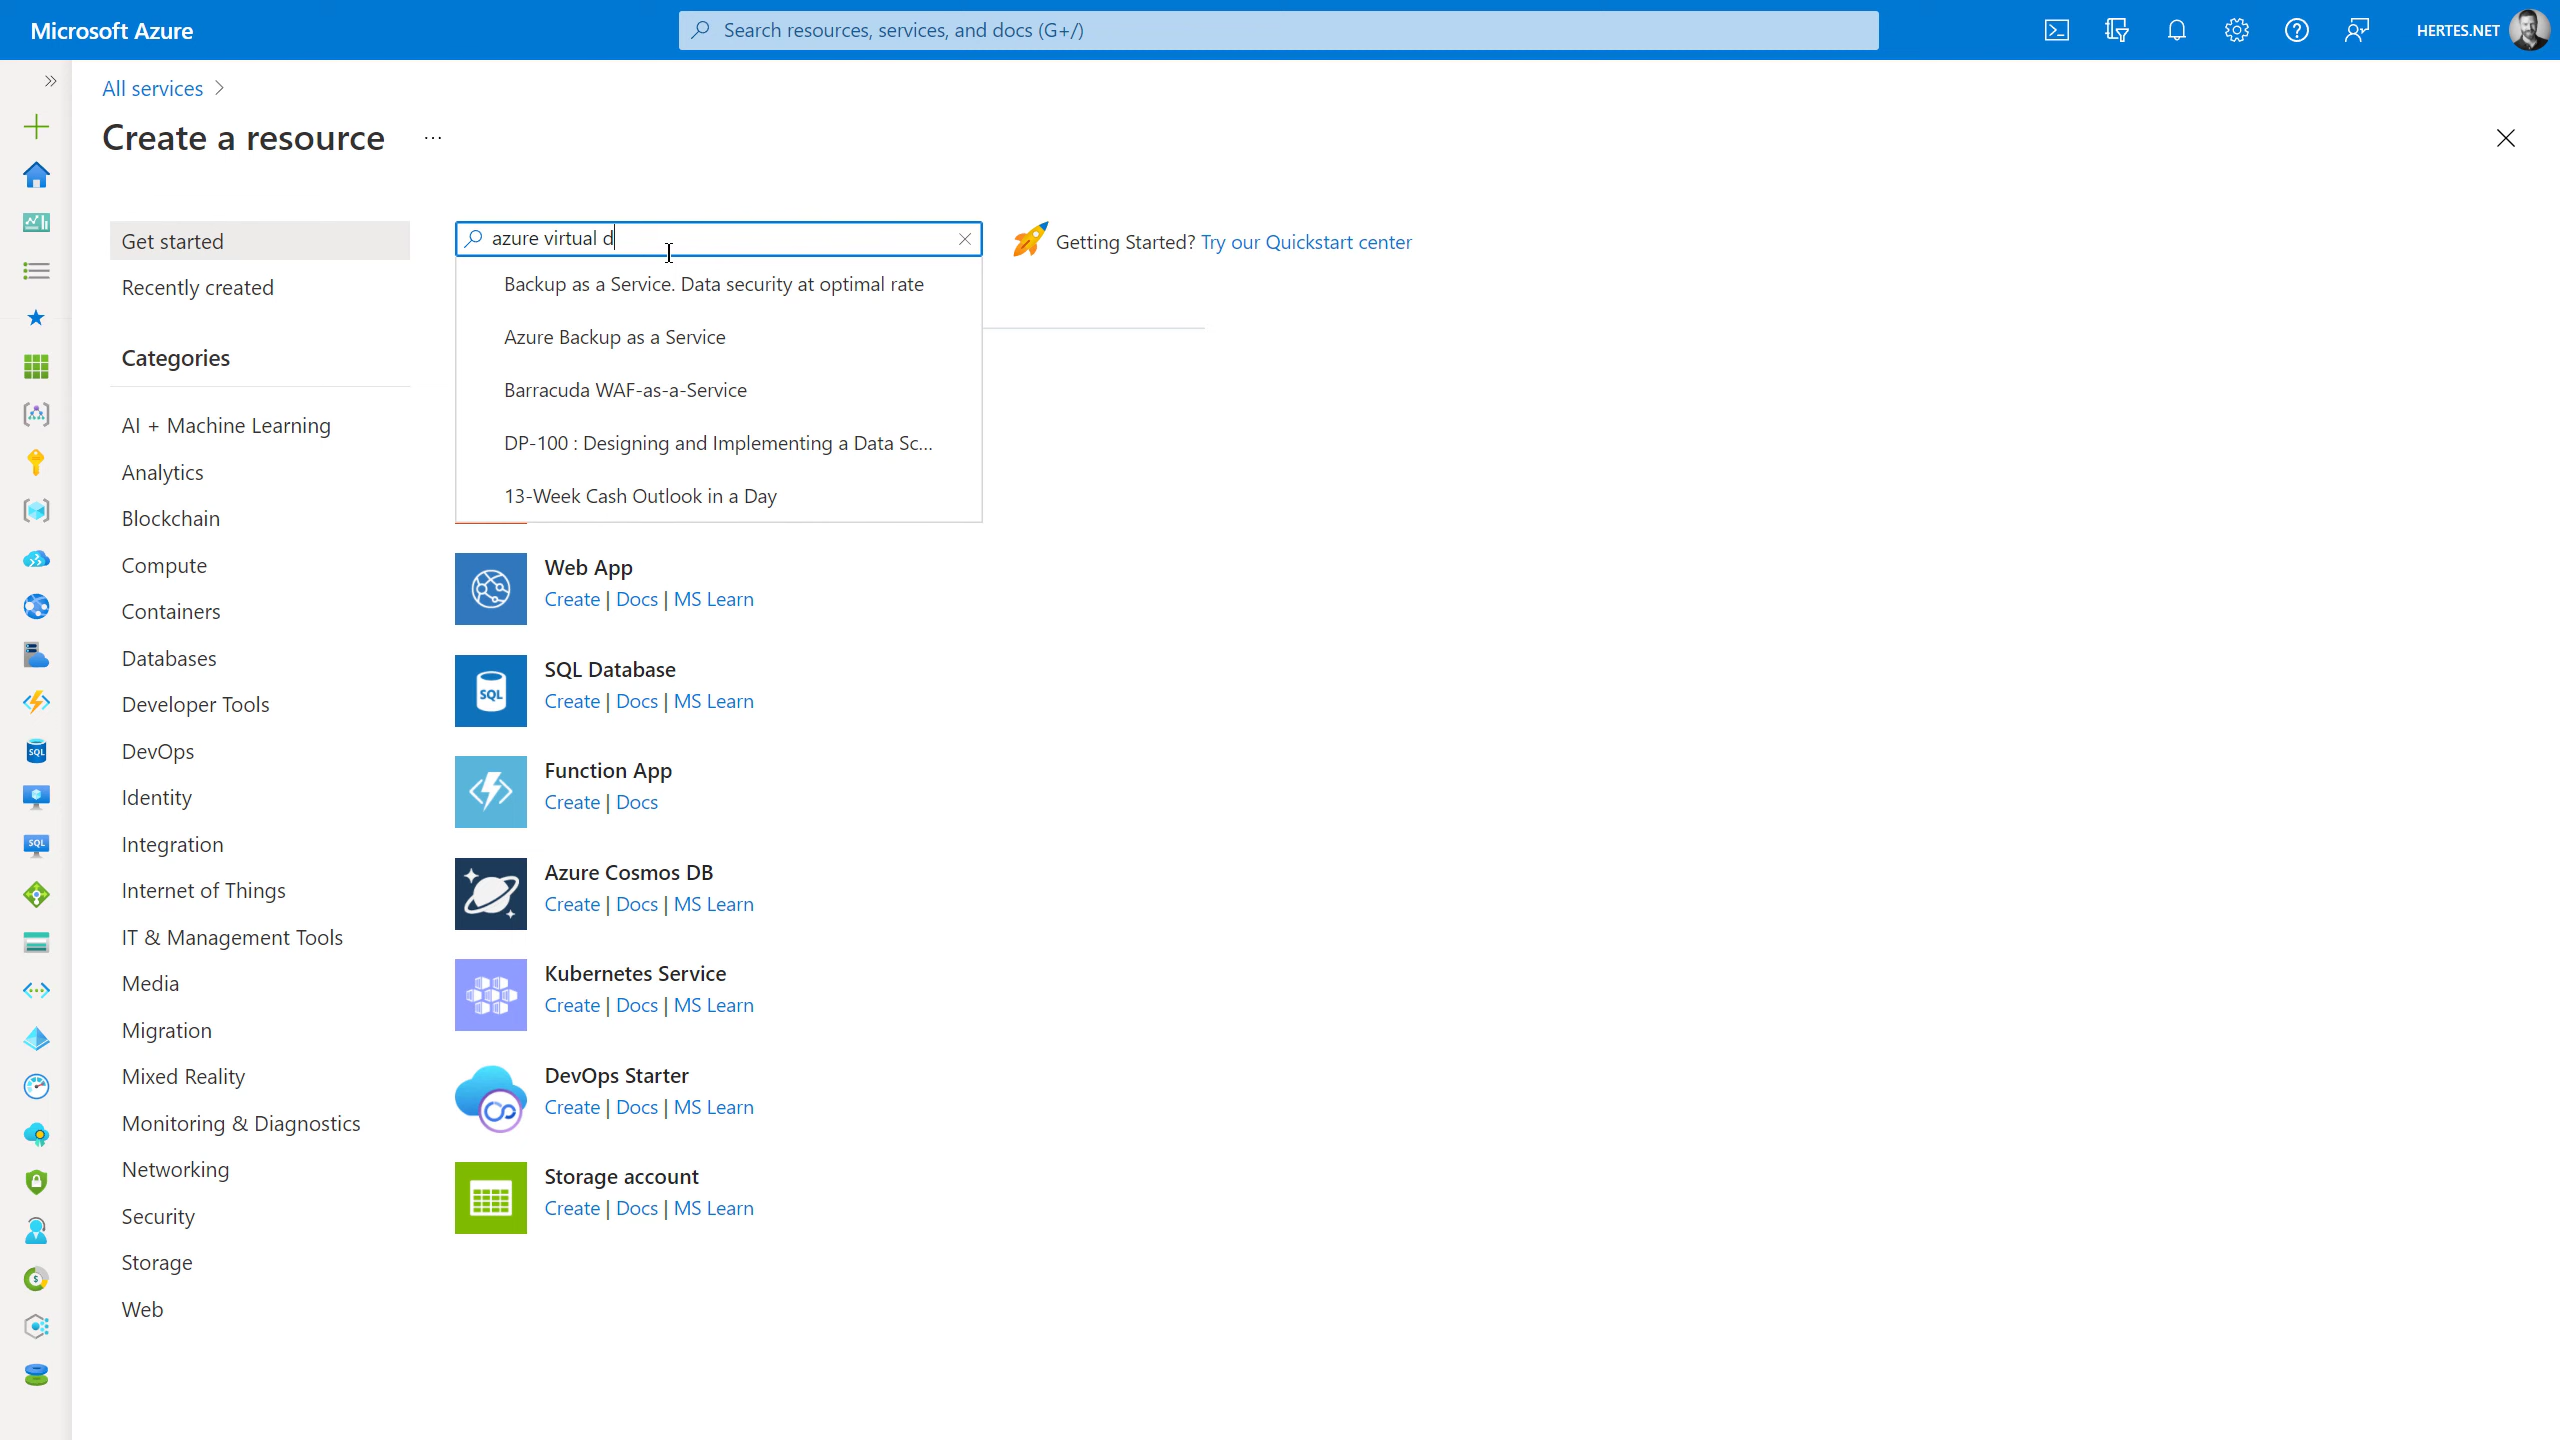 Microsoft Azure
Search resources, services, and docs (G+/)
HERTES.NET
All services
Create a resource
Get started
Recently created
Categories
AI + Machine Learning
Analytics
Blockchain
Compute
Containers
Databases
Developer Tools
DevOps
Identity
Integration
Internet of Things
IT & Management Tools
Media
Migration
Mixed Reality
Monitoring & Diagnostics
Networking
Security
Storage
Web
azure virtual d
Getting Started? Try our Quickstart center
Backup as a Service. Data security at optimal rate
Azure Backup as a Service
Barracuda WAF-as-a-Service
DP-100 : Designing and Implementing a Data Sc...
13-Week Cash Outlook in a Day
Web App
Create | Docs | MS Learn
SQL
SQL Database
Create | Docs | MS Learn
Function App
Create | Docs
Azure Cosmos DB
Create | Docs | MS Learn
Kubernetes Service
Create | Docs | MS Learn
DevOps Starter
Create | Docs | MS Learn
Storage account
Create | Docs | MS Learn
SQL
SQL